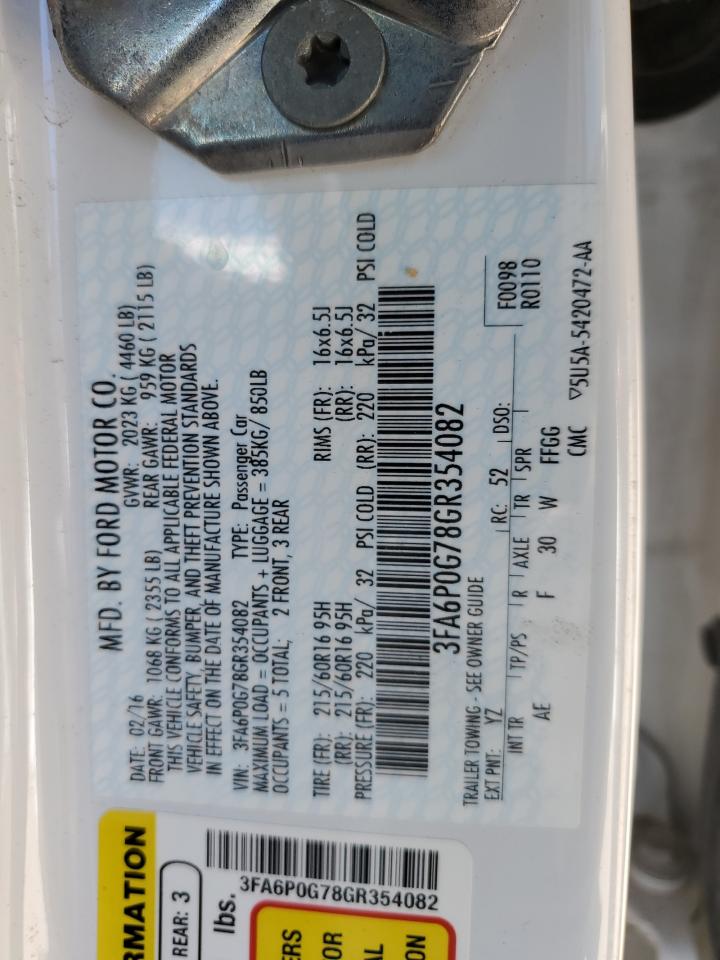 MFD. BY FORD MOTOR CO.
DATE: 02/16 GVWR: 2023 KG ( 4460 LB)
FRONT GAWR: 1068 KG ( 2355 LB) REAR GAWR: 959 KG ( 2115 LB)
THIS VEHICLE CONFORMS TO ALL APPLICABLE FEDERAL MOTOR
VEHICLE SAFETY, BUMPER, AND THEFT PREVENTION STANDARDS
IN EFFECT ON THE DATE OF MANUFACTURE SHOWN ABOVE.
VIN: 3FA6P0G78GR354082 TYPE: Passenger Car
MAXIMUM LOAD = OCCUPANTS + LUGGAGE = 385KG/ 850LB
OCCUPANTS = 5 TOTAL; 2 FRONT, 3 REAR
TIRE (FR): 215/60R16 95H RIMS (FR): 16x6.5J
(RR): 215/60R16 95H (RR): 16x6.5J
PRESSURE (FR): 220 kPa/ 32 PSI COLD (RR): 220 kPa/ 32 PSI COLD
3FA6P0G78GR354082
TRAILER TOWING - SEE OWNER GUIDE
F0098
R0110
EXT PNT: YZ RC: 52 DSO:
INT TR TP/PS R AXLE TR SPR
AE F 30 W FFGG
CMC ▽5U5A-5420472-AA
RMATION
REAR: 3
lbs.
3FA6P0G78GR354082
ERS
OR
AL
ON